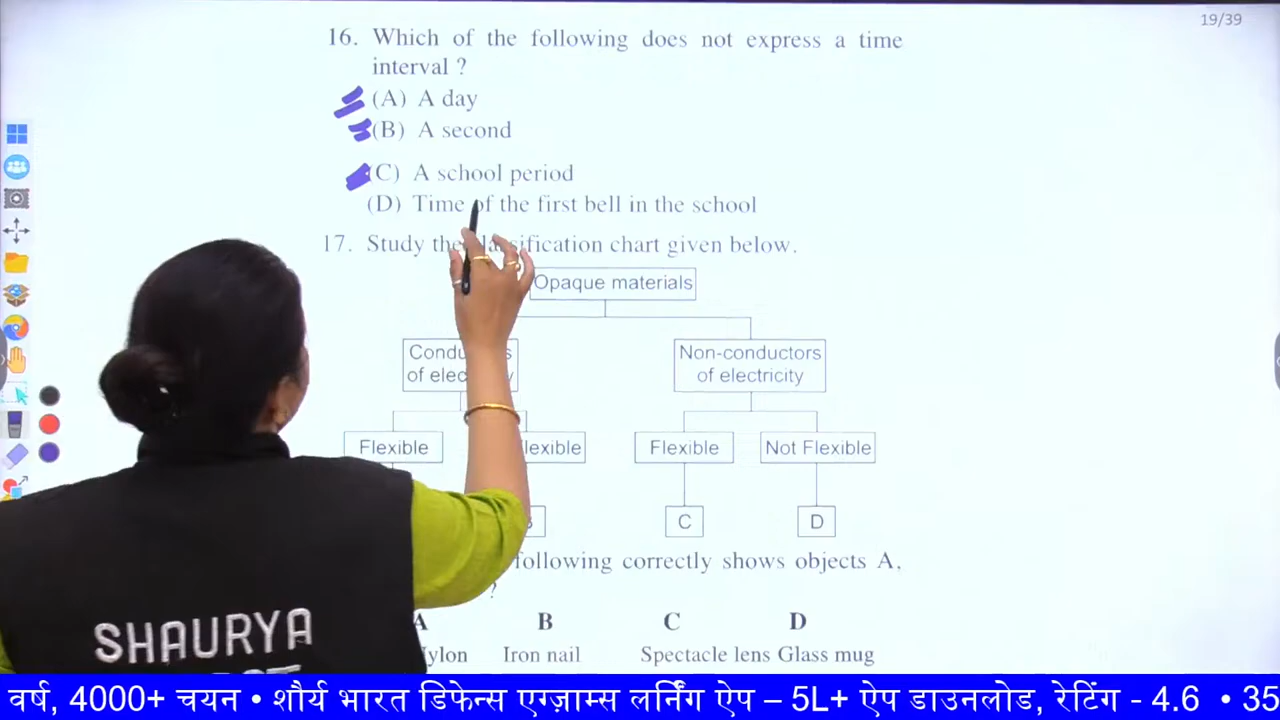 19/39
16. Which of the following does not express a time
interval ?
(A) A day
(B) A second
(C) A school period
(D) Time of the first bell in the school
17. Study the classification chart given below.
Opaque materials
Non-conductors
of electricity
Flexible
Flexible
Not Flexible
C
D
following correctly shows objects A,
?
A B C D
Iron nail Spectacle lens Glass mug
SHAURYA
वर्ष, 4000+ चयन • शौर्य भारत डिफेन्स एग्ज़ाम्स लर्निंग ऐप – 5L+ ऐप डाउनलोड, रेटिंग - 4.6 • 35